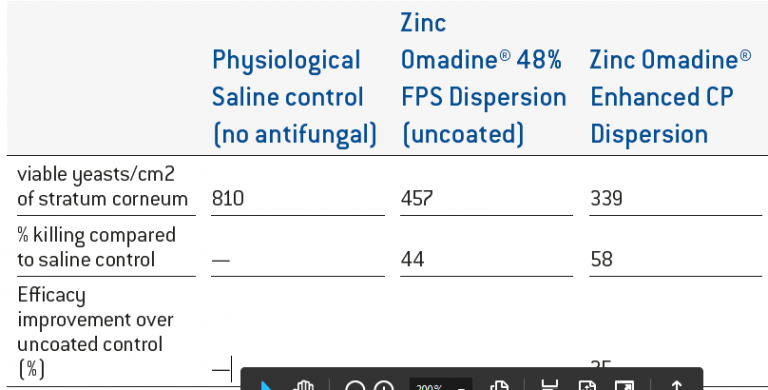 Physiological
Saline control
(no antifungal)
Zinc
Omadine® 48%
FPS Dispersion
(uncoated)
Zinc Omadine®
Enhanced CP
Dispersion
viable yeasts/cm2
of stratum corneum
810
457
339
% killing compared
to saline control
—
44
58
Efficacy
improvement over
uncoated control
(%)
—
200%